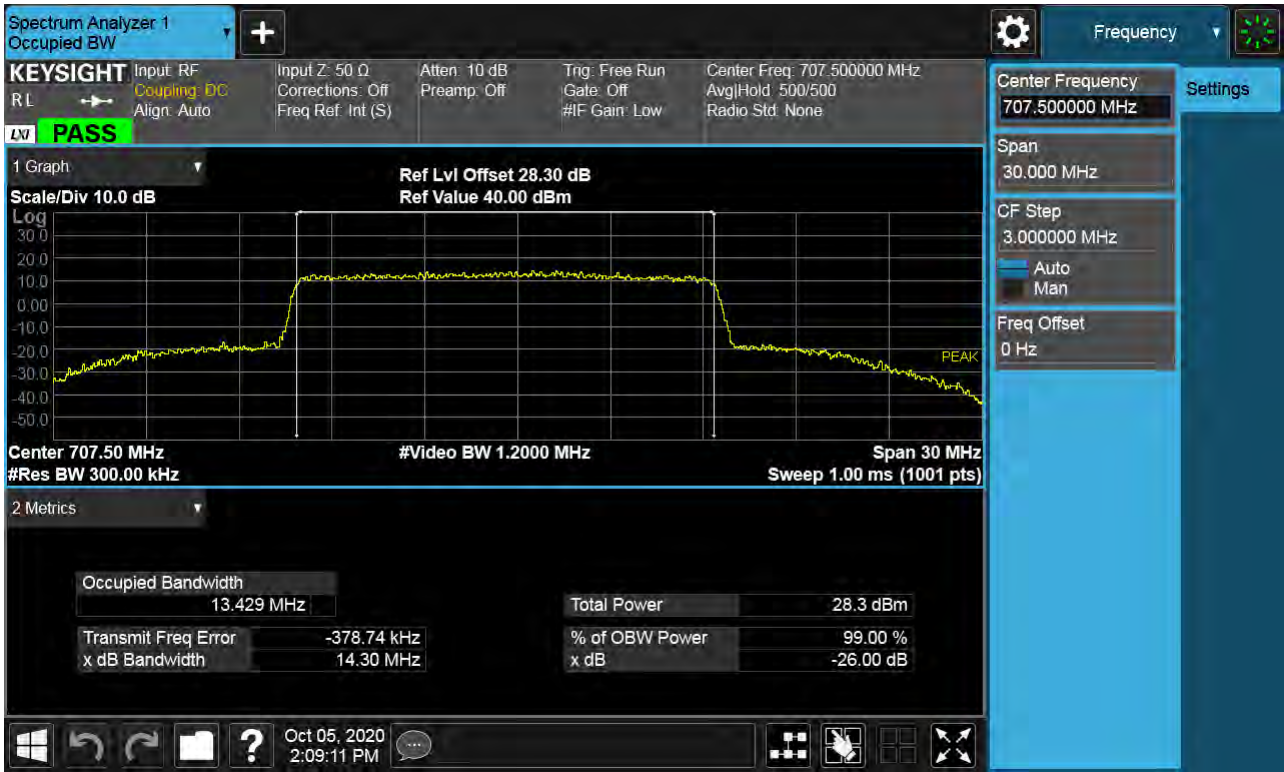 Spectrum Analyzer 1
Occupied BW
+
Frequency
KEYSIGHT
RL
LXI PASS
Input: RF
Coupling: DC
Align: Auto
Input Z: 50 Ω
Corrections: Off
Freq Ref: Int (S)
Atten: 10 dB
Preamp: Off
Trig: Free Run
Gate: Off
#IF Gain: Low
Center Freq: 707.500000 MHz
Avg|Hold: 500/500
Radio Std: None
Center Frequency
707.500000 MHz
Settings
Span
30.000 MHz
CF Step
3.000000 MHz
Auto
Man
Freq Offset
0 Hz
1 Graph
Scale/Div 10.0 dB
Ref Lvl Offset 28.30 dB
Ref Value 40.00 dBm
Log
30.0
20.0
10.0
0.00
-10.0
-20.0
-30.0
-40.0
-50.0
PEAK
Center 707.50 MHz
#Video BW 1.2000 MHz
Span 30 MHz
#Res BW 300.00 kHz
Sweep 1.00 ms (1001 pts)
2 Metrics
Occupied Bandwidth
13.429 MHz
Total Power 28.3 dBm
Transmit Freq Error -378.74 kHz
% of OBW Power 99.00 %
x dB Bandwidth 14.30 MHz
x dB -26.00 dB
?
Oct 05, 2020
2:09:11 PM